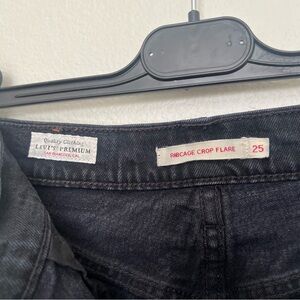 Quality Clothing
LEVI'S PREMIUM
SAN FRANCISCO, CAL.
RIBCAGE CROP FLARE 25